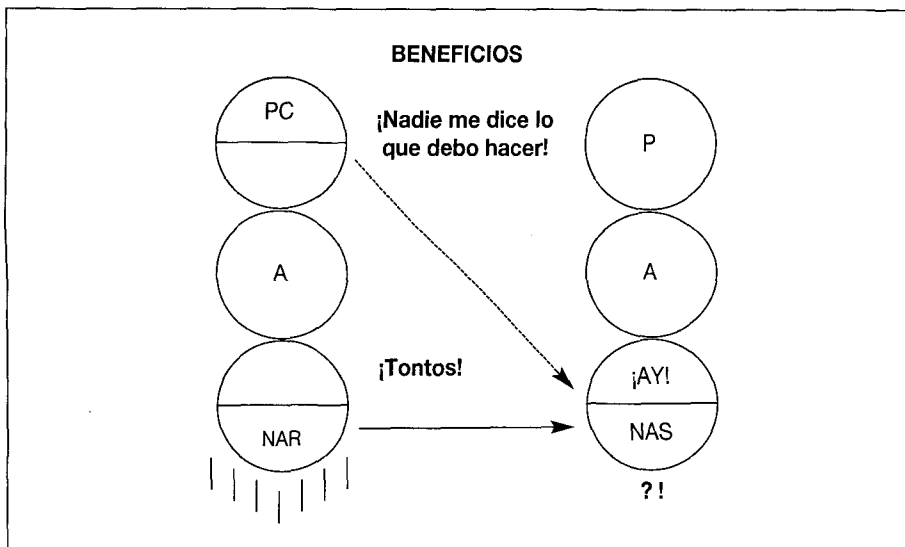 BENEFICIOS
PC
¡Nadie me dice lo
que debo hacer!
P
A
A
¡Tontos!
¡AY!
NAR
NAS
?!